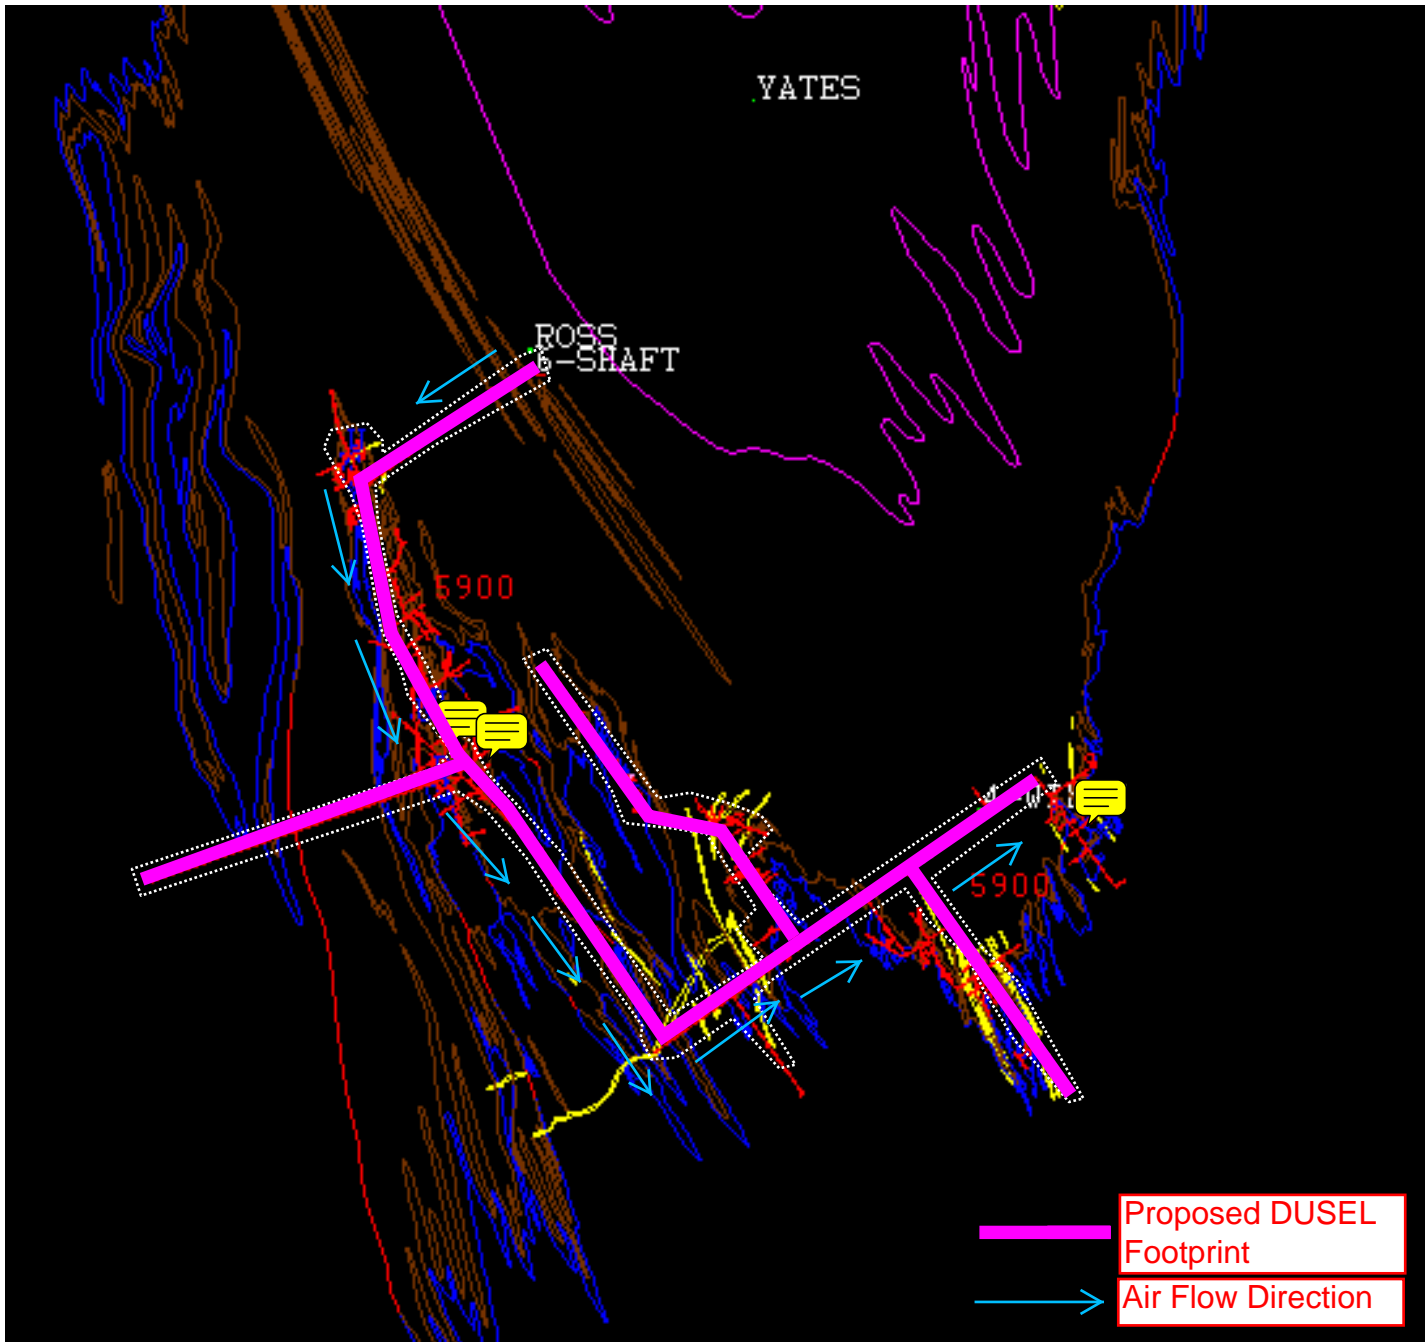 YATES
ROSS
6-SHAFT
5900
5900
Proposed DUSEL
Footprint
Air Flow Direction